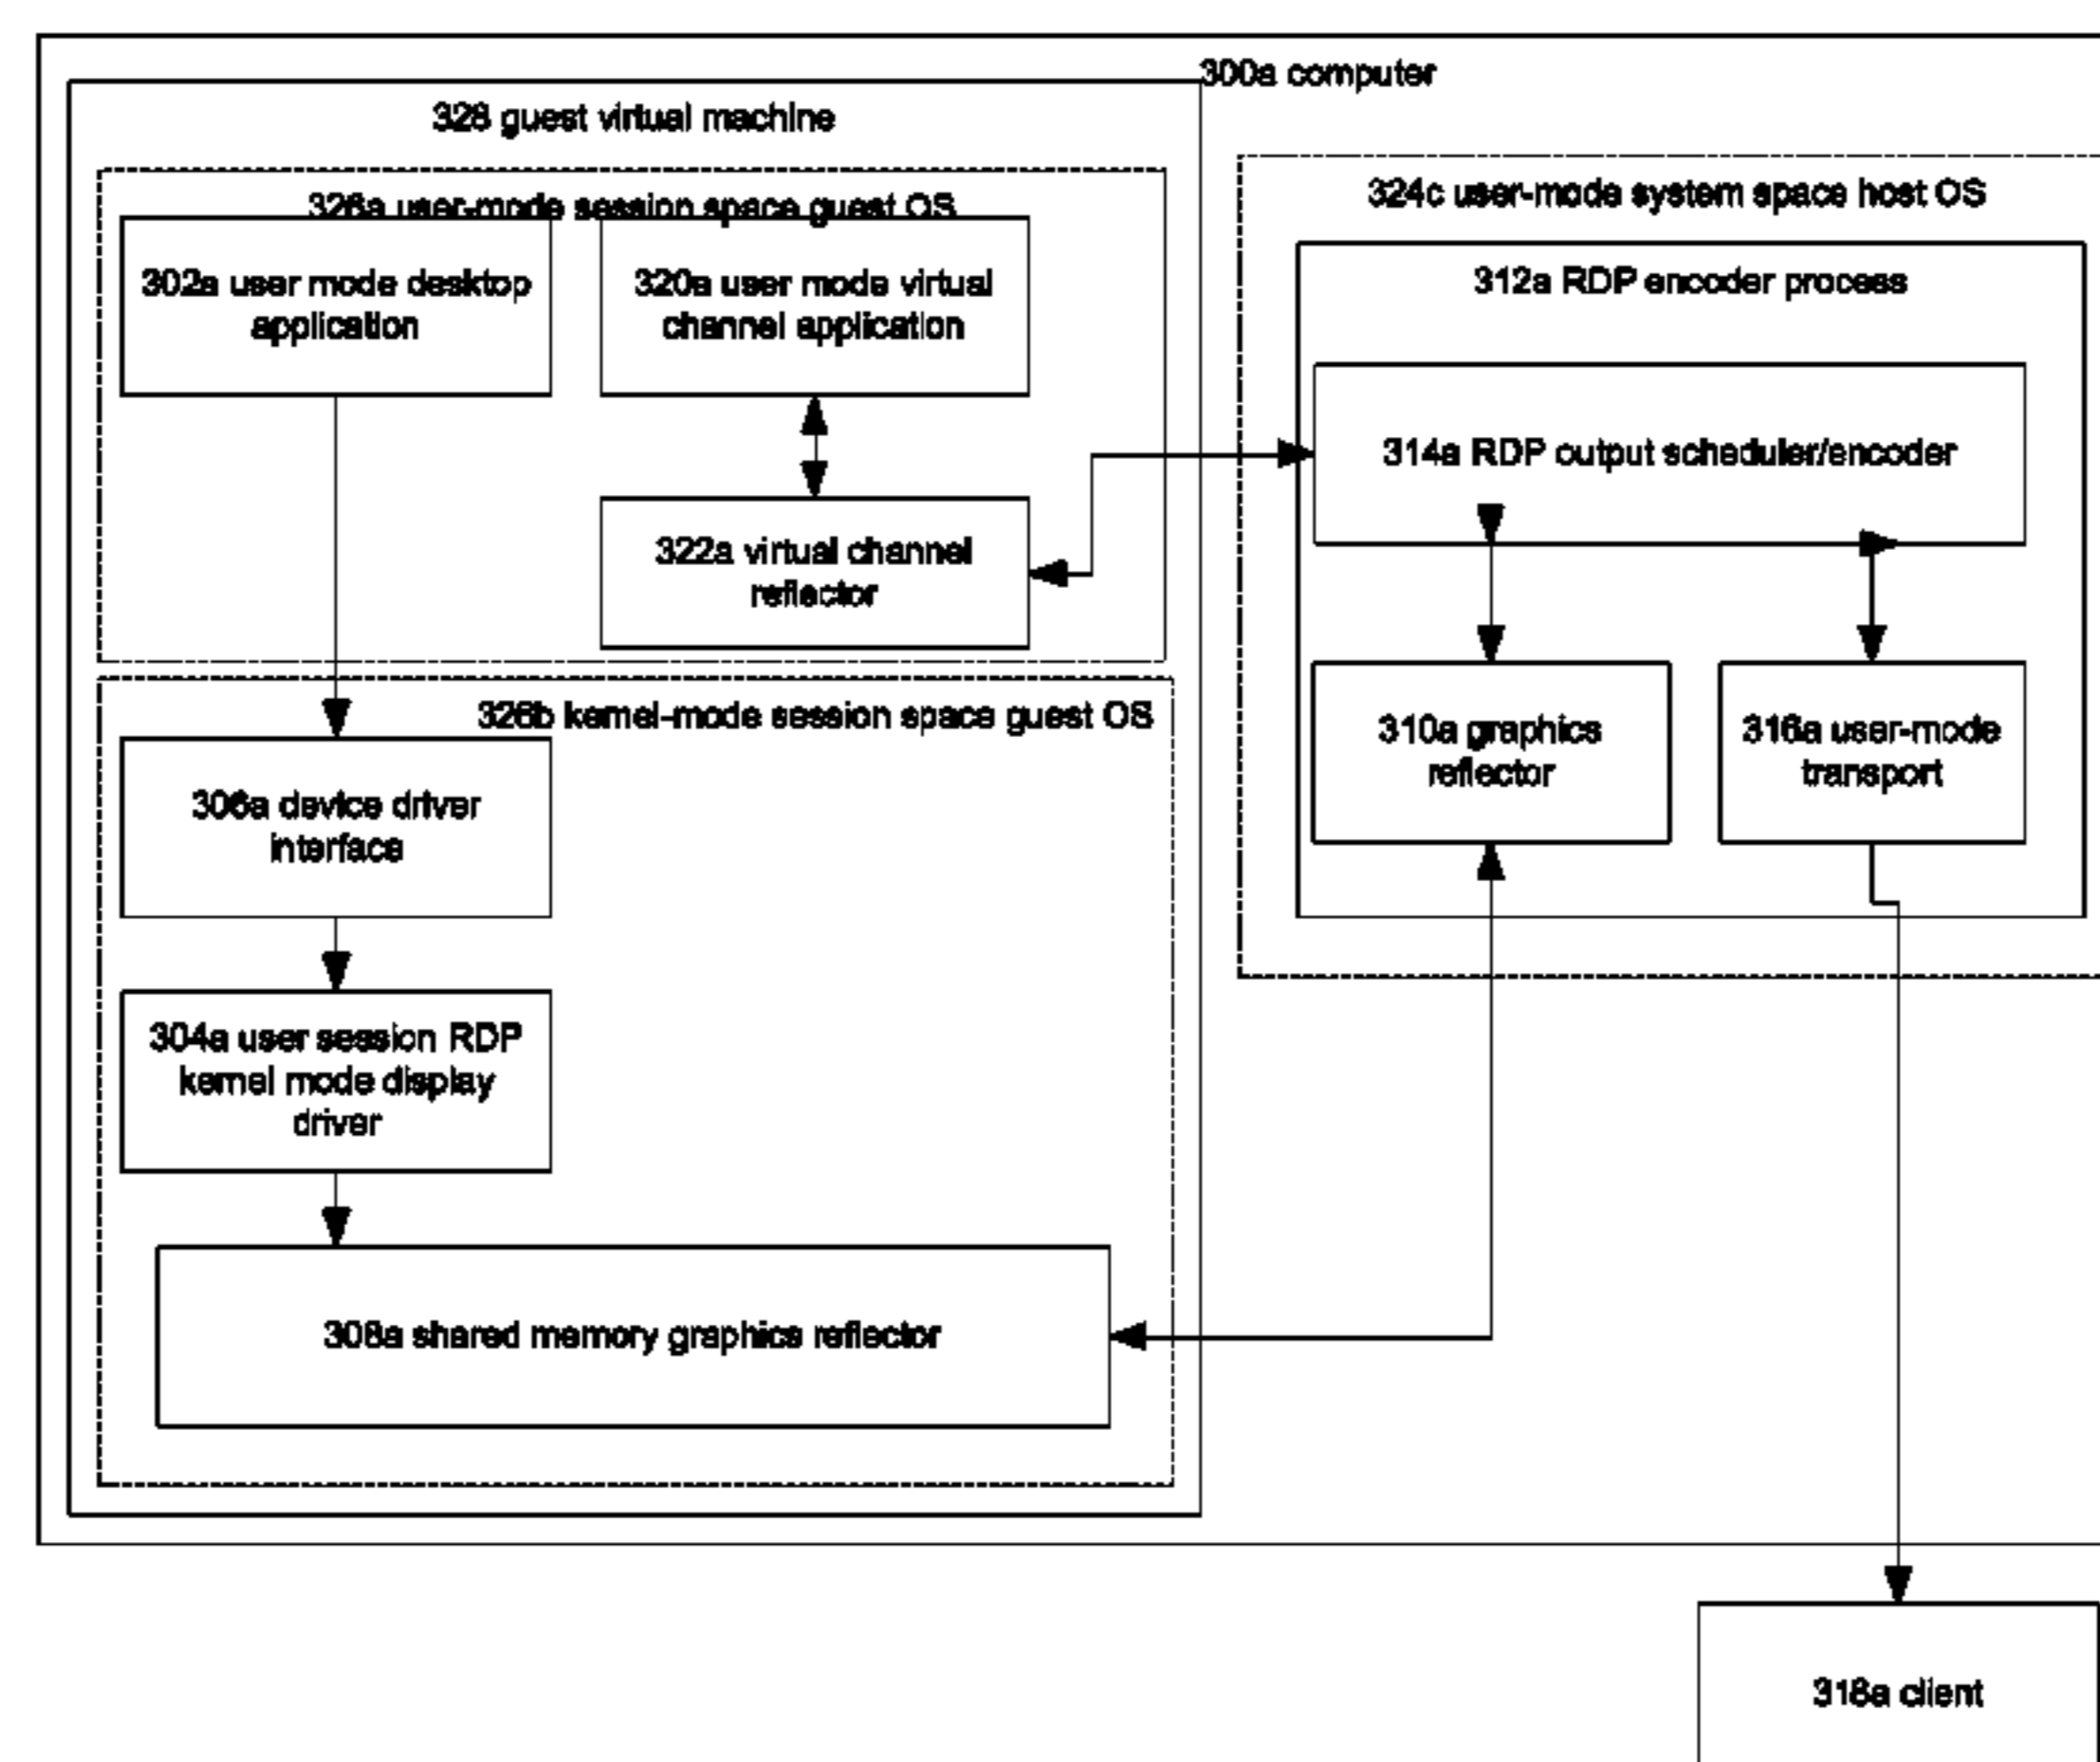 300a computer
328 guest virtual machine
326a user-mode session space guest OS
302a user mode desktop
application
320a user mode virtual
channel application
322a virtual channel
reflector
326b kernel-mode session space guest OS
306a device driver
interface
304a user session RDP
kernel mode display
driver
308a shared memory graphics reflector
324c user-mode system space host OS
312a RDP encoder process
314a RDP output scheduler/encoder
310a graphics
reflector
316a user-mode
transport
318a client